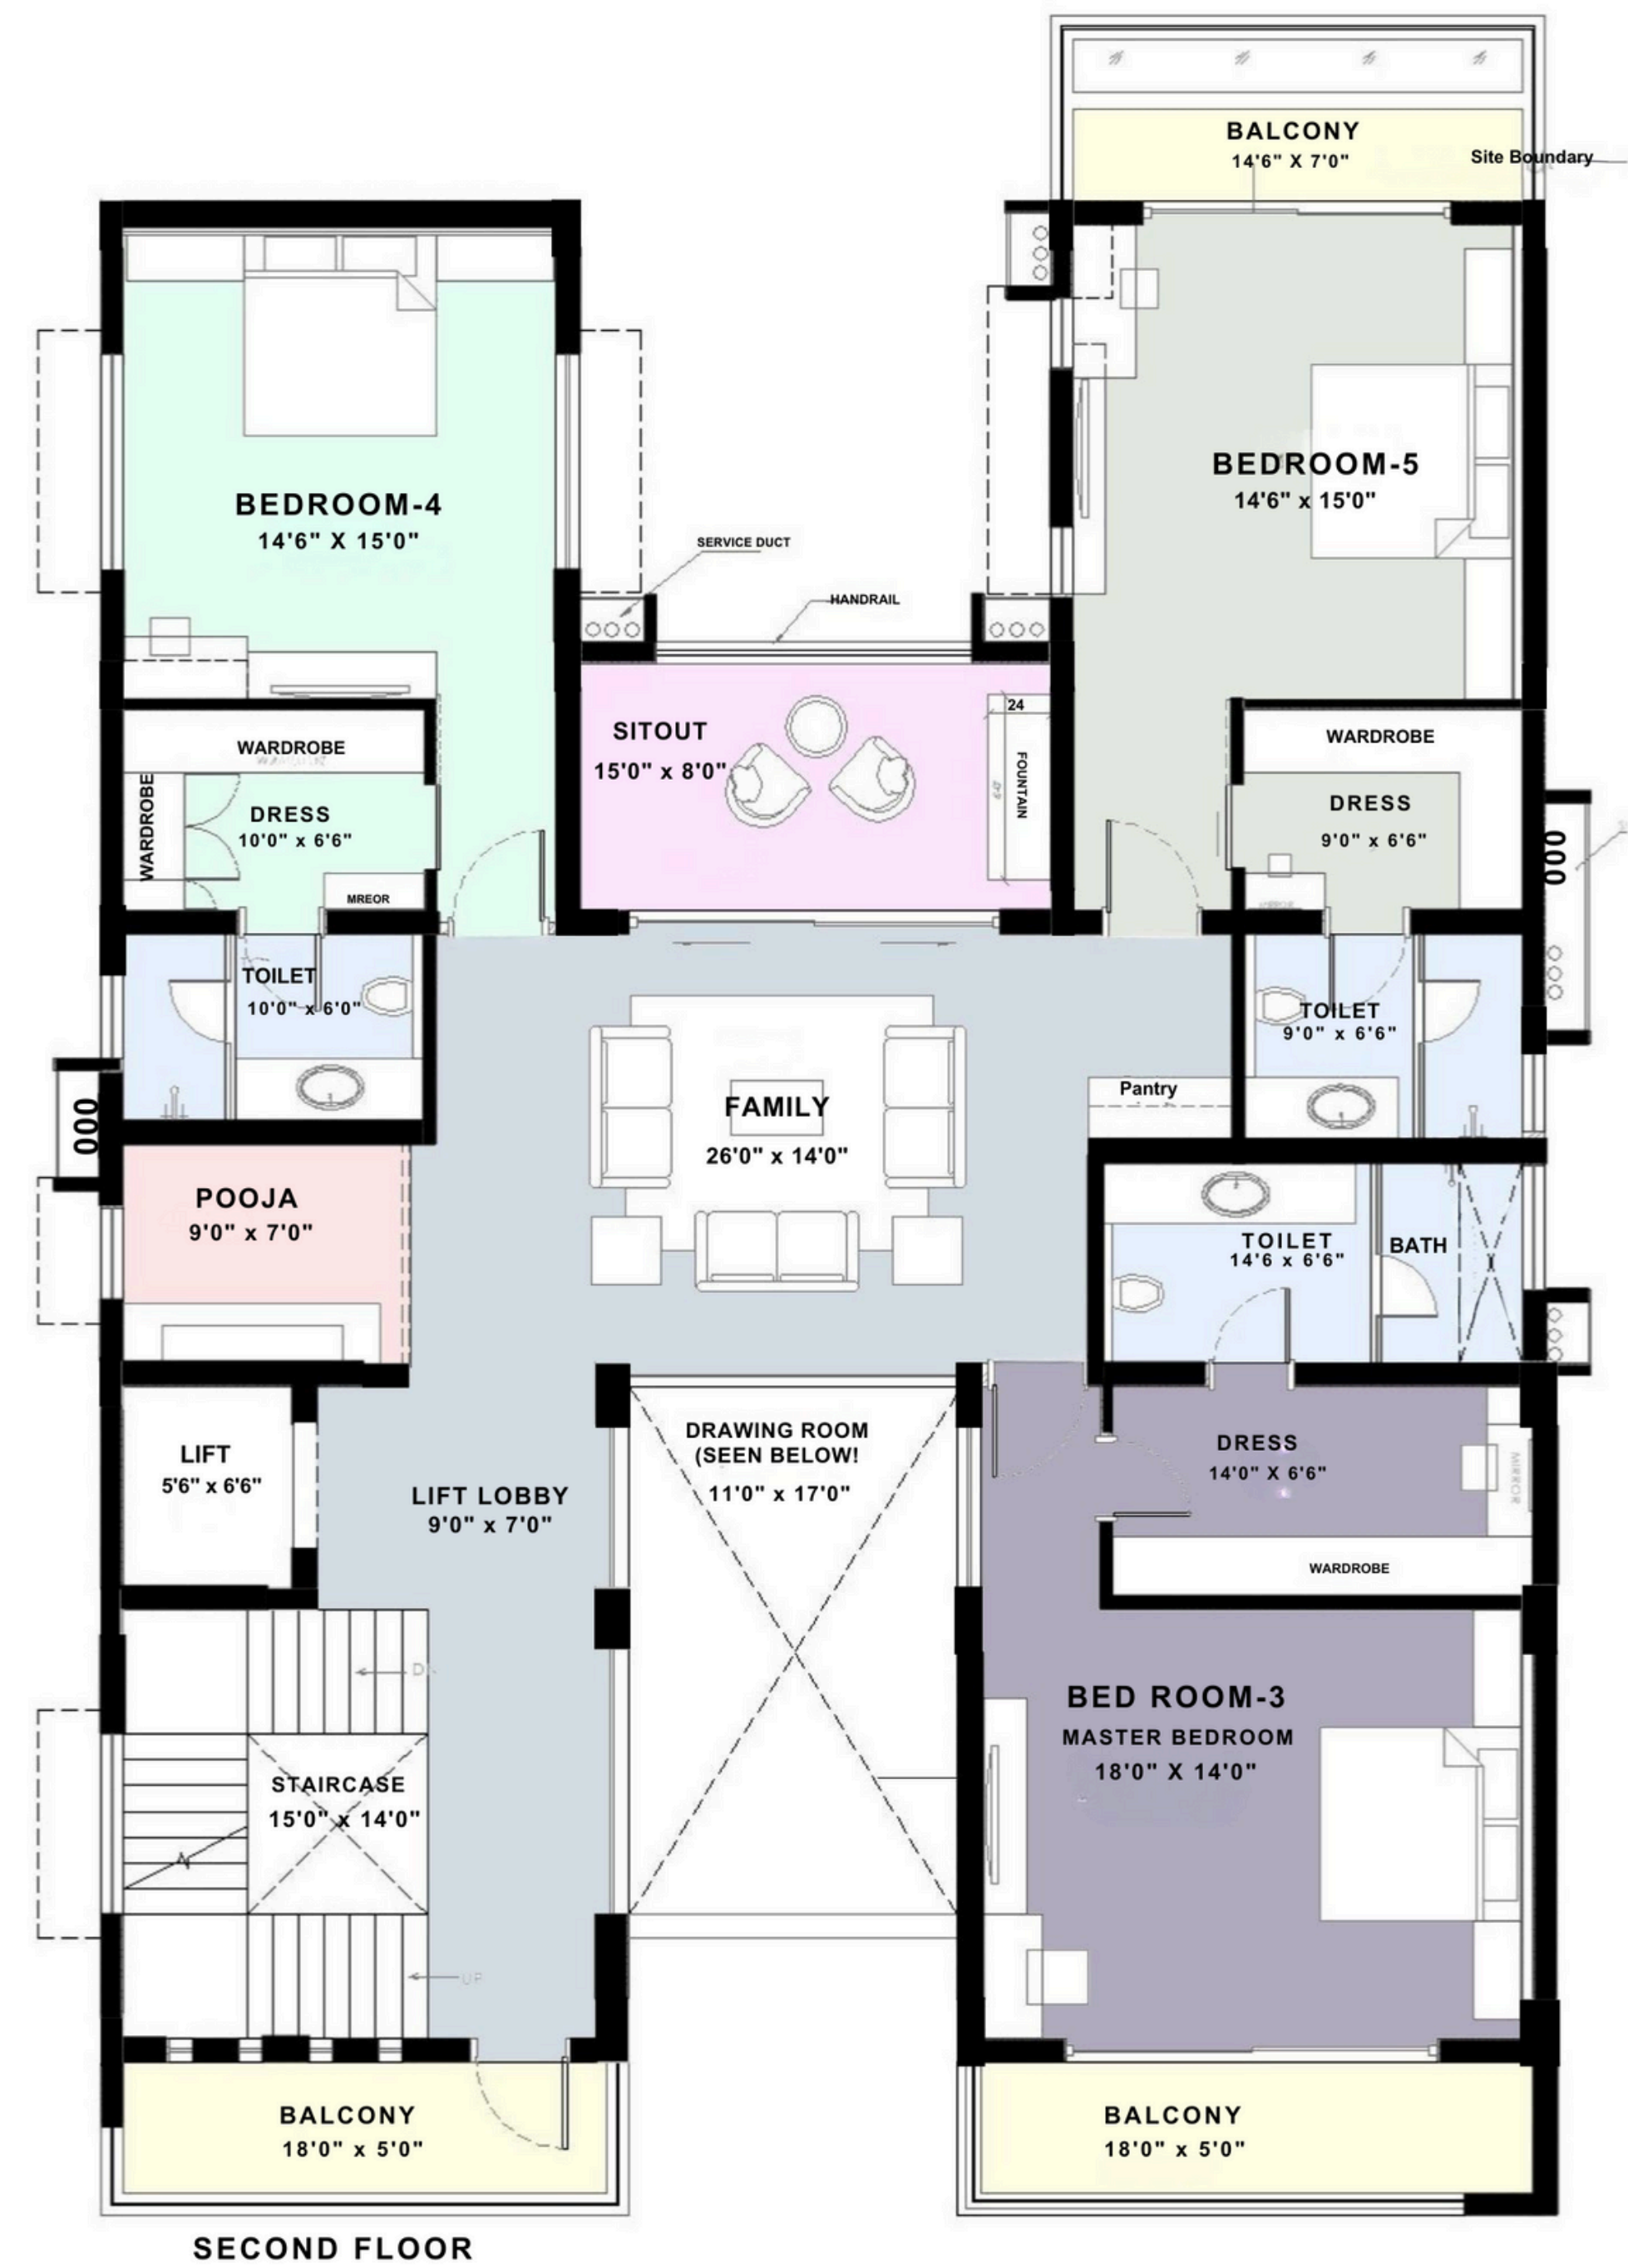 BALCONY
14'6" X 7'0"
Site Boundary
BEDROOM-4
14'6" X 15'0"
BEDROOM-5
14'6" x 15'0"
SERVICE DUCT
HANDRAIL
SITOUT
15'0" x 8'0"
24
FOUNTAIN
WARDROBE
WARDROBE
DRESS
10'0" x 6'6"
MREOR
WARDROBE
DRESS
9'0" x 6'6"
MIRROR
000
TOILET
10'0" x 6'0"
TOILET
9'0" x 6'6"
000
Pantry
FAMILY
26'0" x 14'0"
POOJA
9'0" x 7'0"
TOILET
14'6 x 6'6"
BATH
LIFT
5'6" x 6'6"
LIFT LOBBY
9'0" x 7'0"
DRAWING ROOM
(SEEN BELOW!
11'0" x 17'0"
DRESS
14'0" X 6'6"
MIRROR
WARDROBE
DN
STAIRCASE
15'0" x 14'0"
UP
BED ROOM-3
MASTER BEDROOM
18'0" X 14'0"
BALCONY
18'0" x 5'0"
BALCONY
18'0" x 5'0"
SECOND FLOOR